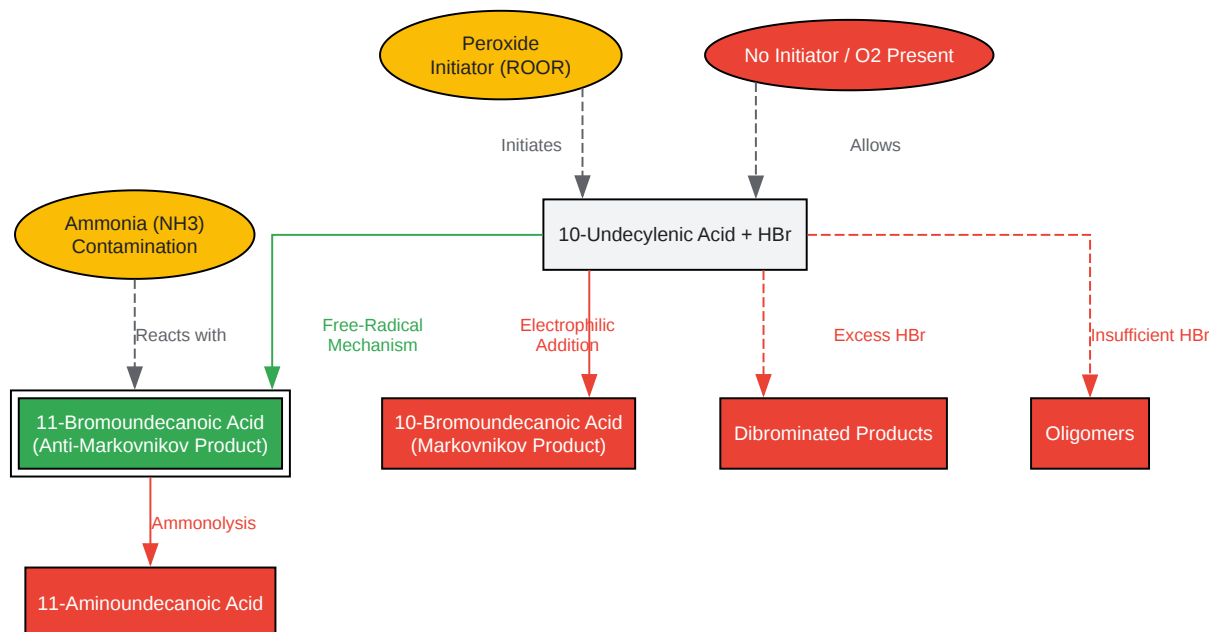 Peroxide
Initiator (ROOR)
No Initiator / O2 Present
Initiates
Allows
Ammonia (NH3)
Contamination
10-Undecylenic Acid + HBr
Reacts with
Free-Radical
Mechanism
Electrophilic
Addition
Excess HBr
Insufficient HBr
11-Bromoundecanoic Acid
(Anti-Markovnikov Product)
10-Bromoundecanoic Acid
(Markovnikov Product)
Dibrominated Products
Oligomers
Ammonolysis
11-Aminoundecanoic Acid